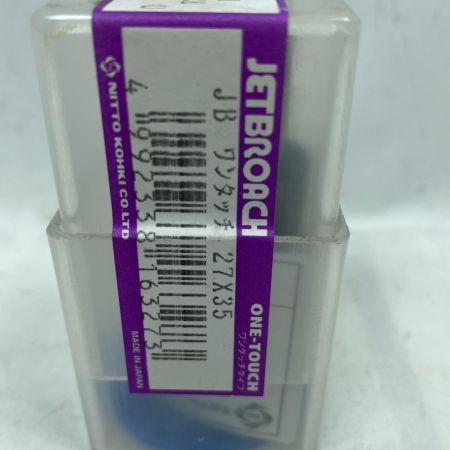 JETBROACH
ONE-TOUCH
ワンタッチタイプ
JB ワンタッチ 27X35
4 992338 163273
NITTO KOHKI CO.,LTD
MADE IN JAPAN